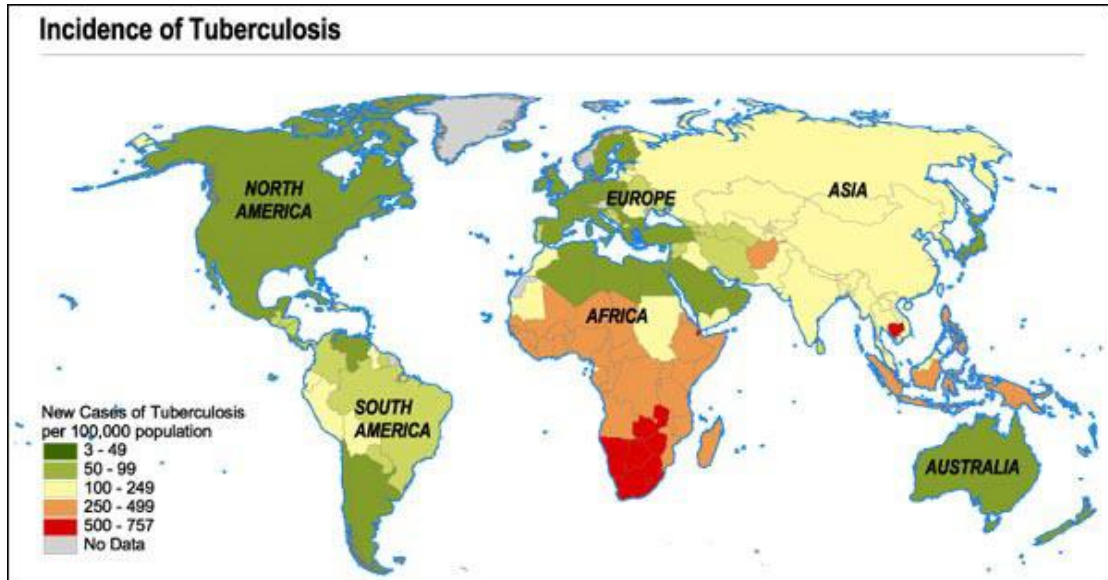 Incidence of Tuberculosis
NORTH
AMERICA
EUROPE
ASIA
AFRICA
SOUTH
AMERICA
AUSTRALIA
New Cases of Tuberculosis
per 100,000 population
3 - 49
50 - 99
100 - 249
250 - 499
500 - 757
No Data